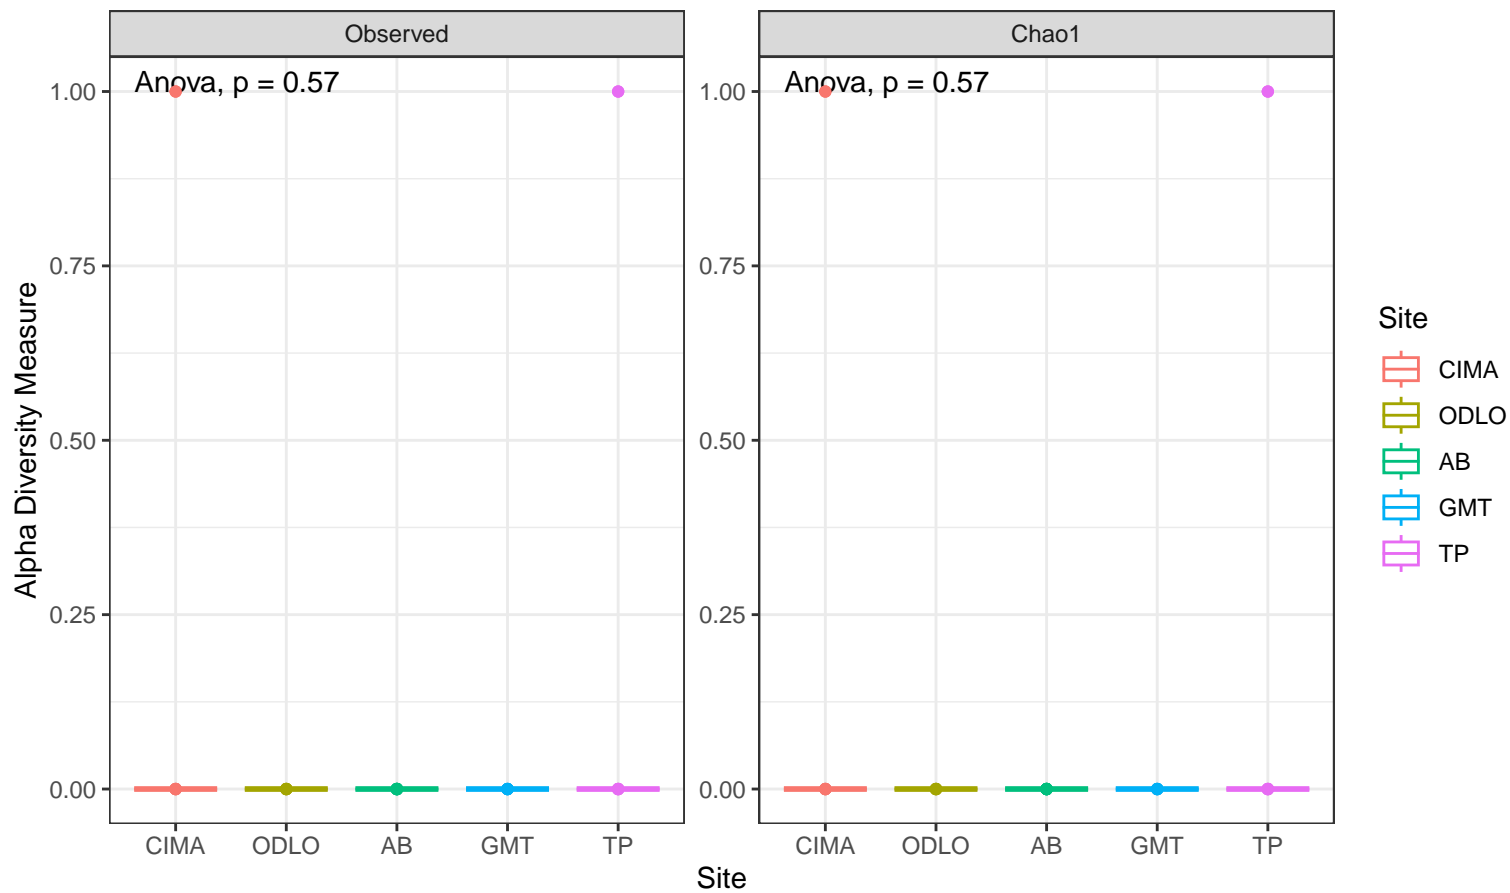 Observed
Chao1
Anova, p = 0.57
Anova, p = 0.57
Alpha Diversity Measure
1.00
0.75
0.50
0.25
0.00
1.00
0.75
0.50
0.25
0.00
CIMA ODLO AB GMT TP
CIMA ODLO AB GMT TP
Site
Site
CIMA
ODLO
AB
GMT
TP